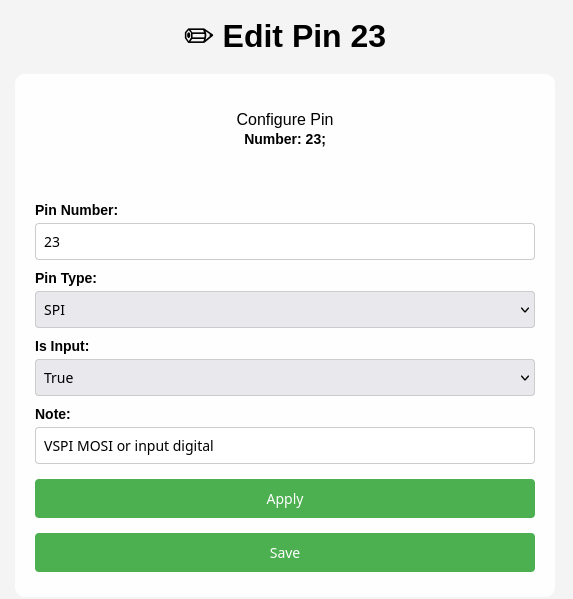 ✏ Edit Pin 23
Configure Pin
Number: 23;
Pin Number:
23
Pin Type:
SPI
Is Input:
True
Note:
VSPI MOSI or input digital
Apply
Save